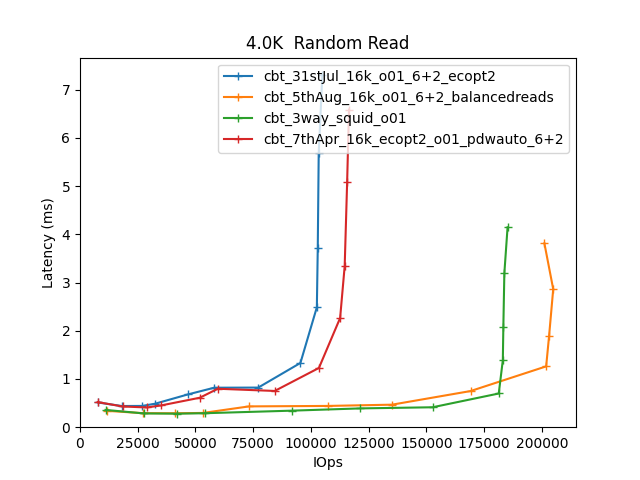 4.0K  Random Read
cbt_31stJul_16k_o01_6+2_ecopt2
cbt_5thAug_16k_o01_6+2_balancedreads
cbt_3way_squid_o01
cbt_7thApr_16k_ecopt2_o01_pdwauto_6+2
Latency (ms)
7
6
5
4
3
2
1
0
0 25000 50000 75000 100000 125000 150000 175000 200000
IOps